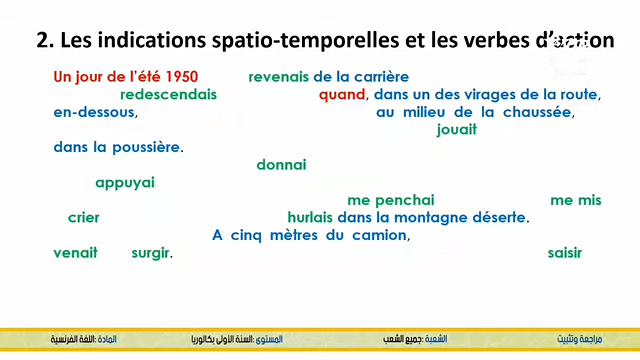 2. Les indications spatio-temporelles et les verbes d'action
Un jour de l'été 1950 revenais de la carrière
redescendais quand, dans un des virages de la route,
en-dessous, au milieu de la chaussée,
jouait
dans la poussière.
donnai
appuyai
me penchai me mis
crier hurlais dans la montagne déserte.
A cinq mètres du camion,
venait surgir. saisir
مراجعة وتثبيت الشعبة :جميع الشعب المستوى :السنة الأولى بكالوريا المادة :اللغة الفرنسية